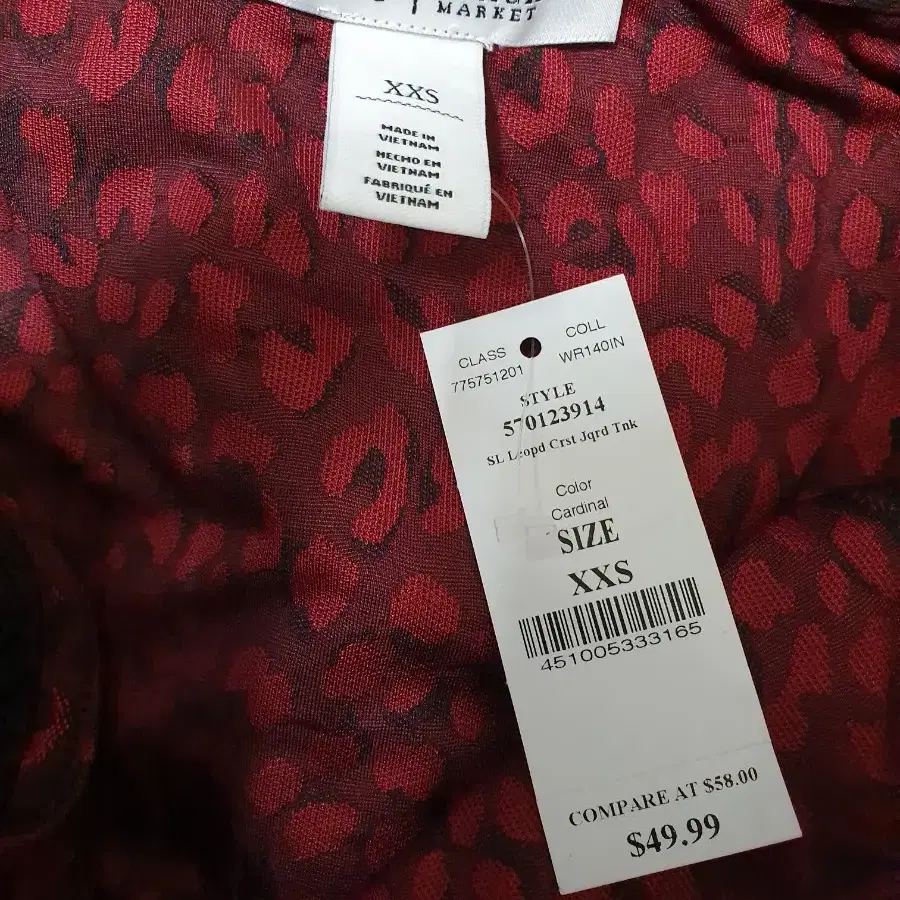 MARKET
XXS
MADE IN
VIETNAM
HECHO EN
VIETNAM
FABRIQUÉ EN
VIETNAM
CLASS
775751201
COLL
WR140IN
STYLE
570123914
SL Leopd Crst Jqrd Tnk
Color
Cardinal
SIZE
XXS
451005333165
COMPARE AT $58.00
$49.99